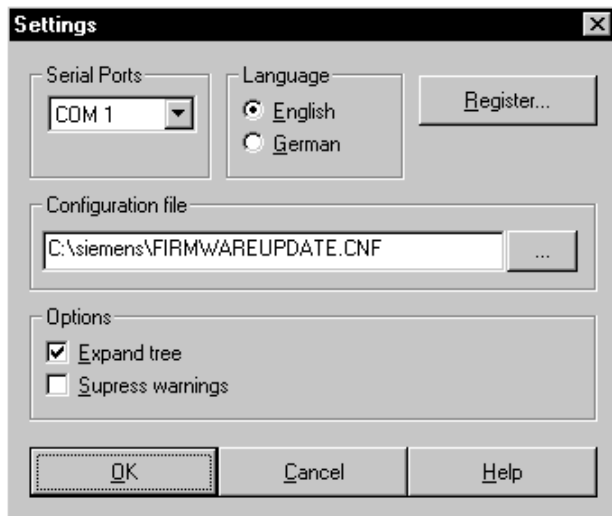 Settings
Serial Ports
COM 1
Language
English
German
Register...
Configuration file
C:\siemens\FIRMWAREUPDATE.CNF
...
Options
Expand tree
Supress warnings
OK
Cancel
Help